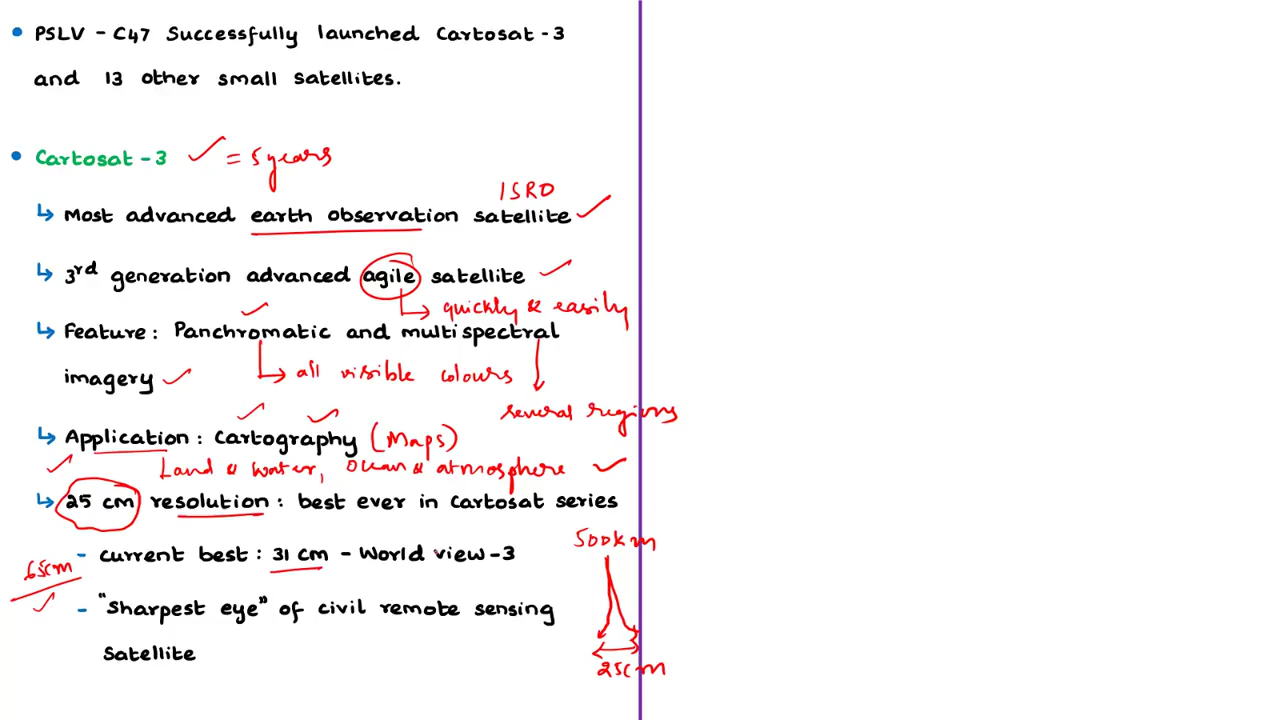 • PSLV - C47 Successfully launched Cartosat - 3
and 13 other small satellites.
• Cartosat - 3 = 5 years
ISRO
↳ Most advanced earth observation satellite
↳ 3rd generation advanced agile satellite
quickly & easily
↳ Feature: Panchromatic and multispectral
imagery
all visible colours
several regions
↳ Application: Cartography (Maps)
Land & water, Ocean & atmosphere
↳ 25 cm resolution: best ever in Cartosat series
500km
- current best: 31 cm - World view - 3
65cm
- "Sharpest eye" of civil remote sensing
Satellite
25cm